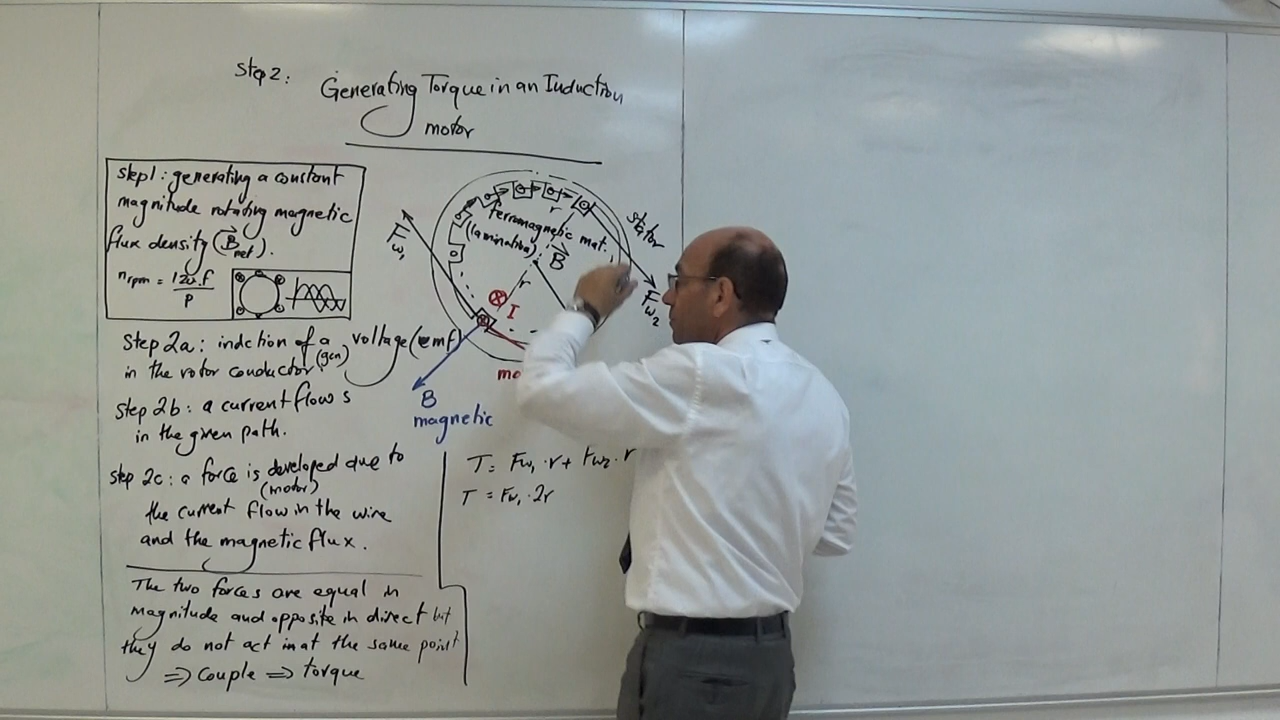 Step 2:
Generating Torque in an Induction
motor
step1: generating a constant
magnitude rotating magnetic
flux density (B net).
n rpm = 120.f
P
step 2a: indction of a voltage (emf)
in the rotor conductor (gen)
step 2b: a current flows
in the given path.
step 2c: a force is developed due to
(motor)
the current flow in the wire
and the magnetic flux.
The two forces are equal in
magnitude and opposite in direct but
they do not act in at the same point
⇒ Couple ⇒ torque
Fw1
ferromagnetic mat.
(lamination)
B
r
r
stator
Fw2
⊗ I
mo
B
magnetic
T = Fw1 · r + Fw2 · r
T = Fw1 · 2r